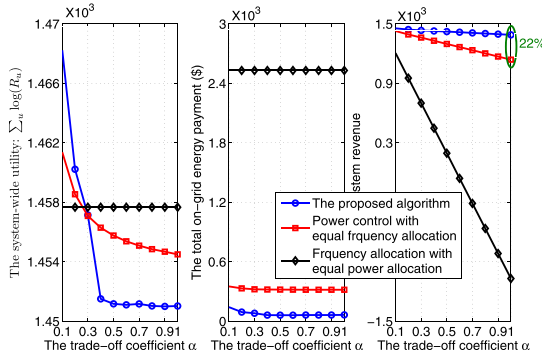 X10³
1.47
1.466
1.462
1.458
1.454
1.45
0.1 0.3 0.5 0.7 0.91
The trade-off coefficient α
The system-wide utility: ∑_u log(R_u)
X10³
3
2.4
1.8
1.2
0.6
0
0.1 0.3 0.5 0.7 0.91
The trade-off coefficient α
The total on-grid energy payment ($)
X10³
1.5
0.9
0.3
-1.5
0.1 0.3 0.5 0.7 0.91
The trade-off coefficient α
stem revenue
22%
The proposed algorithm
Power control with
equal frquency allocation
Frquency allocation with
equal power allocation